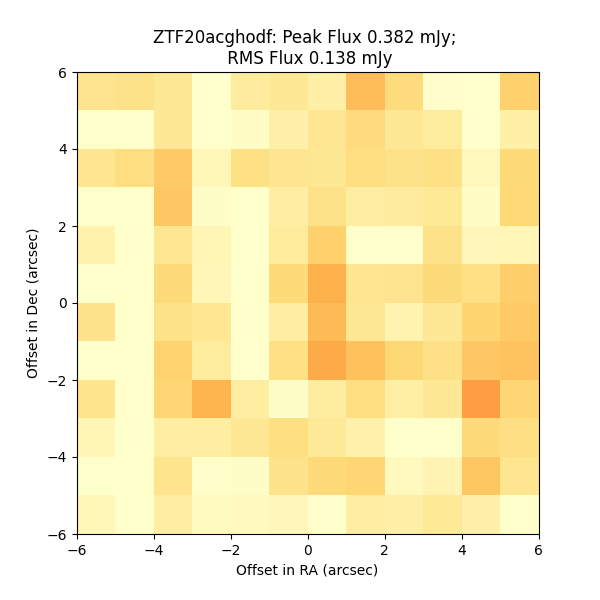 ZTF20acghodf: Peak Flux 0.382 mJy;
RMS Flux 0.138 mJy
6
4
2
0
−2
−4
−6
Offset in Dec (arcsec)
−6 −4 −2 0 2 4 6
Offset in RA (arcsec)